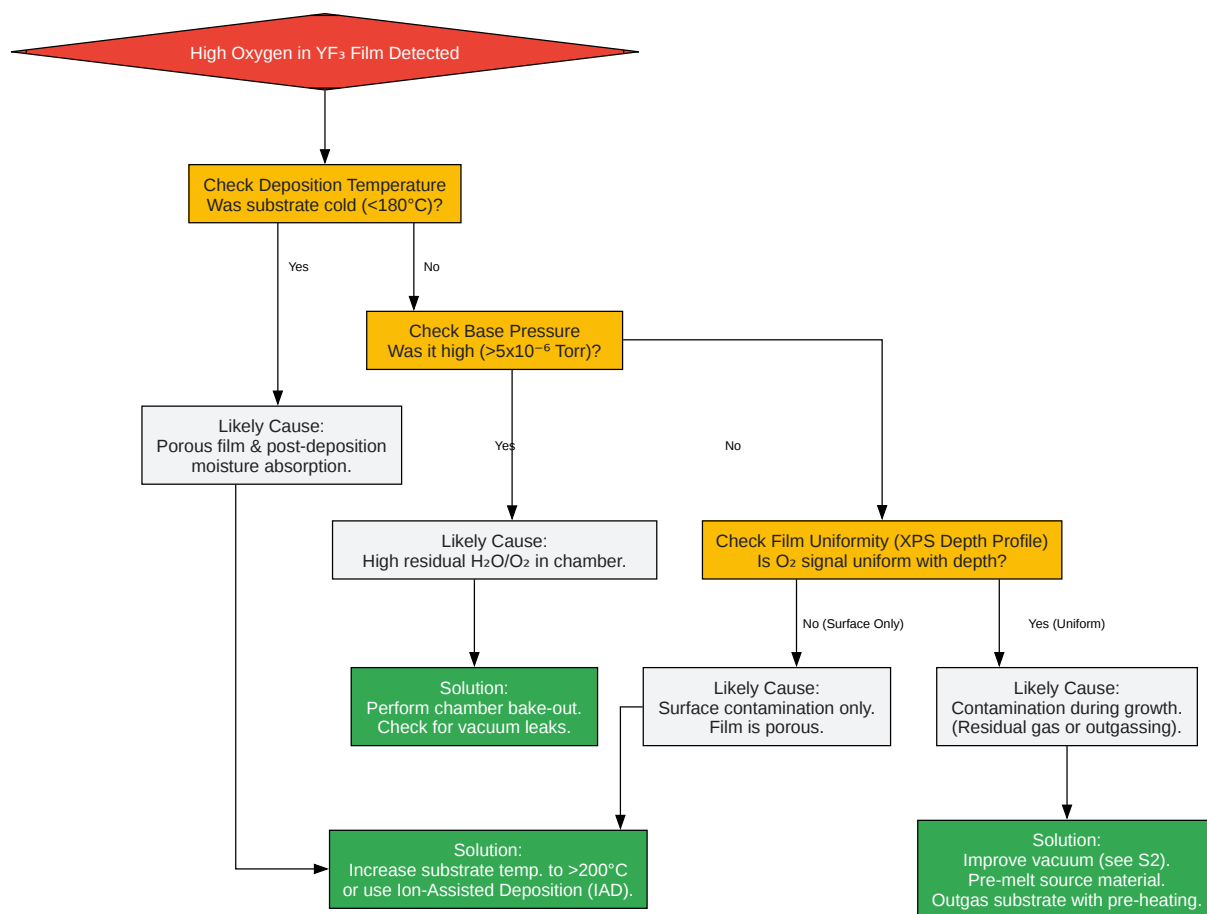 High Oxygen in YF₃ Film Detected
Check Deposition Temperature
Was substrate cold (<180°C)?
Yes
No
Check Base Pressure
Was it high (>5x10⁻⁶ Torr)?
Likely Cause:
Porous film & post-deposition
moisture absorption.
Yes
No
Likely Cause:
High residual H₂O/O₂ in chamber.
Check Film Uniformity (XPS Depth Profile)
Is O₂ signal uniform with depth?
No (Surface Only)
Yes (Uniform)
Solution:
Perform chamber bake-out.
Check for vacuum leaks.
Likely Cause:
Surface contamination only.
Film is porous.
Likely Cause:
Contamination during growth.
(Residual gas or outgassing).
Solution:
Increase substrate temp. to >200°C
or use Ion-Assisted Deposition (IAD).
Solution:
Improve vacuum (see S2).
Pre-melt source material.
Outgas substrate with pre-heating.